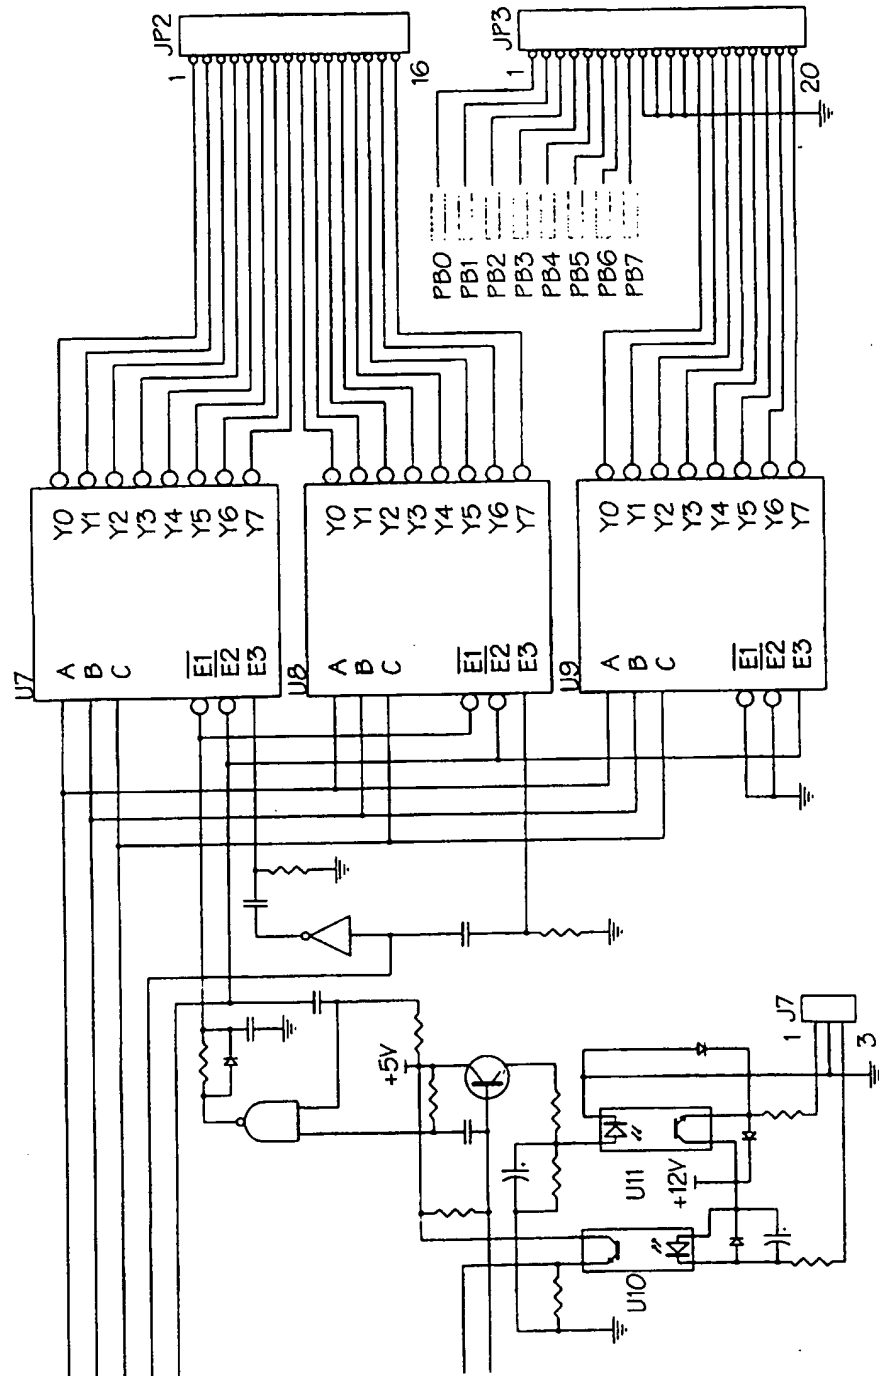 JP2
1
16
JP3
1
20
PB0
PB1
PB2
PB3
PB4
PB5
PB6
PB7
Y0
Y1
Y2
Y3
Y4
Y5
Y6
Y7
A
B
C
E1
E2
E3
U7
Y0
Y1
Y2
Y3
Y4
Y5
Y6
Y7
A
B
C
E1
E2
E3
U8
Y0
Y1
Y2
Y3
Y4
Y5
Y6
Y7
A
B
C
E1
E2
E3
U9
+5V
J7
1
3
U11
+12V
U10